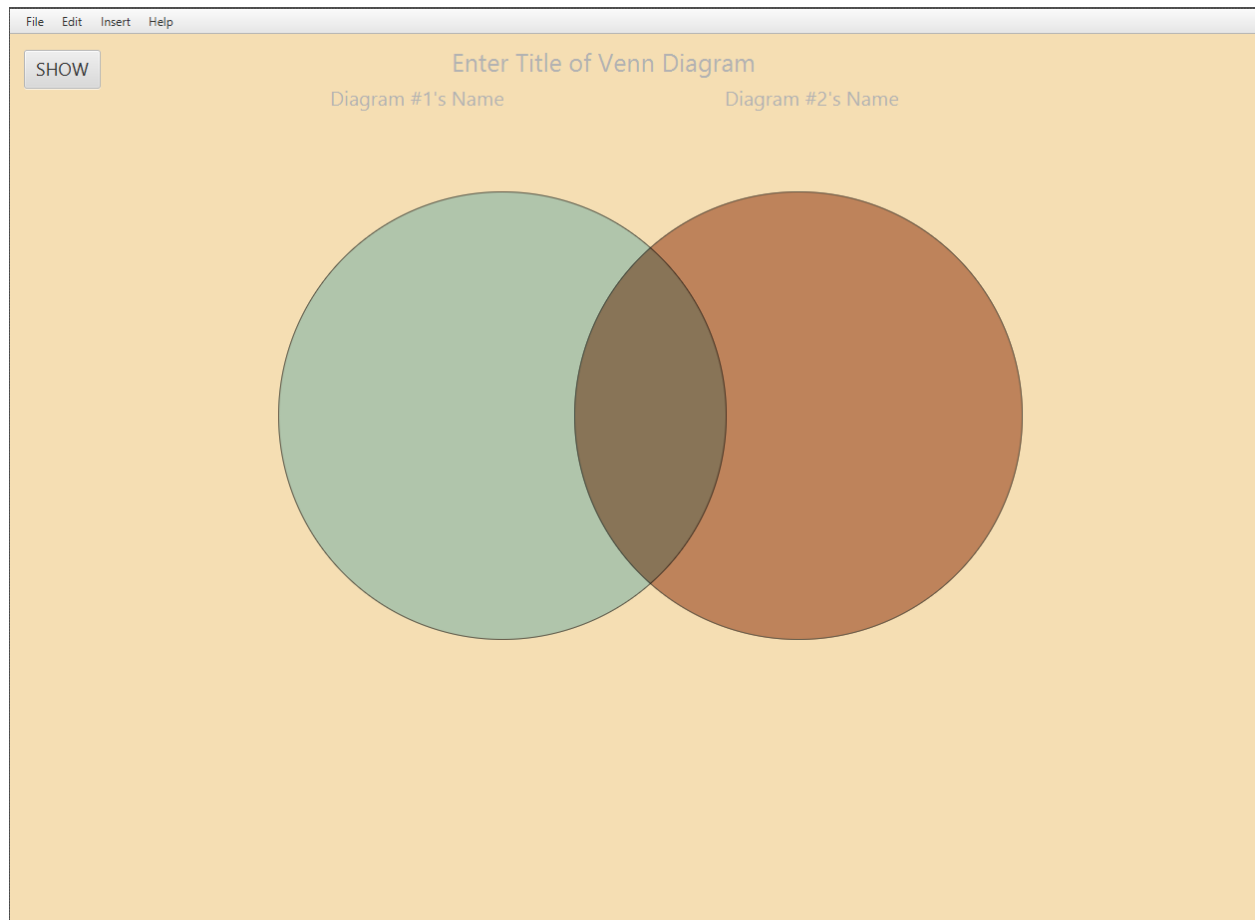 File Edit Insert Help
SHOW
Enter Title of Venn Diagram
Diagram #1's Name Diagram #2's Name